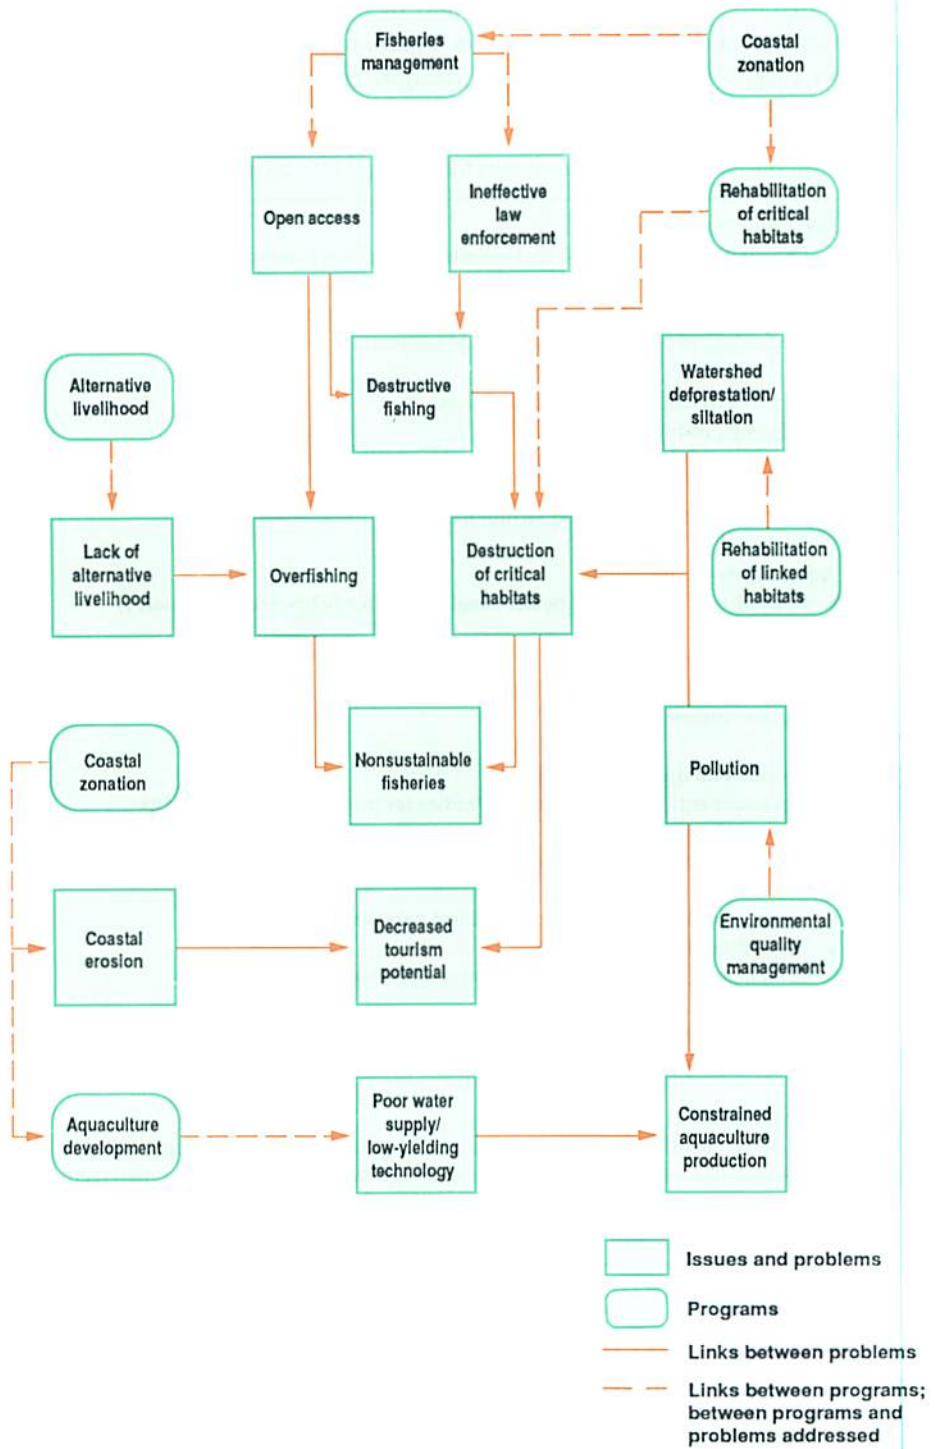 Fisheries
management
Coastal
zonation
Open access
Ineffective
law
enforcement
Rehabilitation
of critical
habitats
Alternative
livelihood
Destructive
fishing
Watershed
deforestation/
siltation
Lack of
alternative
livelihood
Overfishing
Destruction
of critical
habitats
Rehabilitation
of linked
habitats
Coastal
zonation
Nonsustainable
fisheries
Pollution
Coastal
erosion
Decreased
tourism
potential
Environmental
quality
management
Aquaculture
development
Poor water
supply/
low-yielding
technology
Constrained
aquaculture
production
Issues and problems
Programs
Links between problems
Links between programs;
between programs and
problems addressed